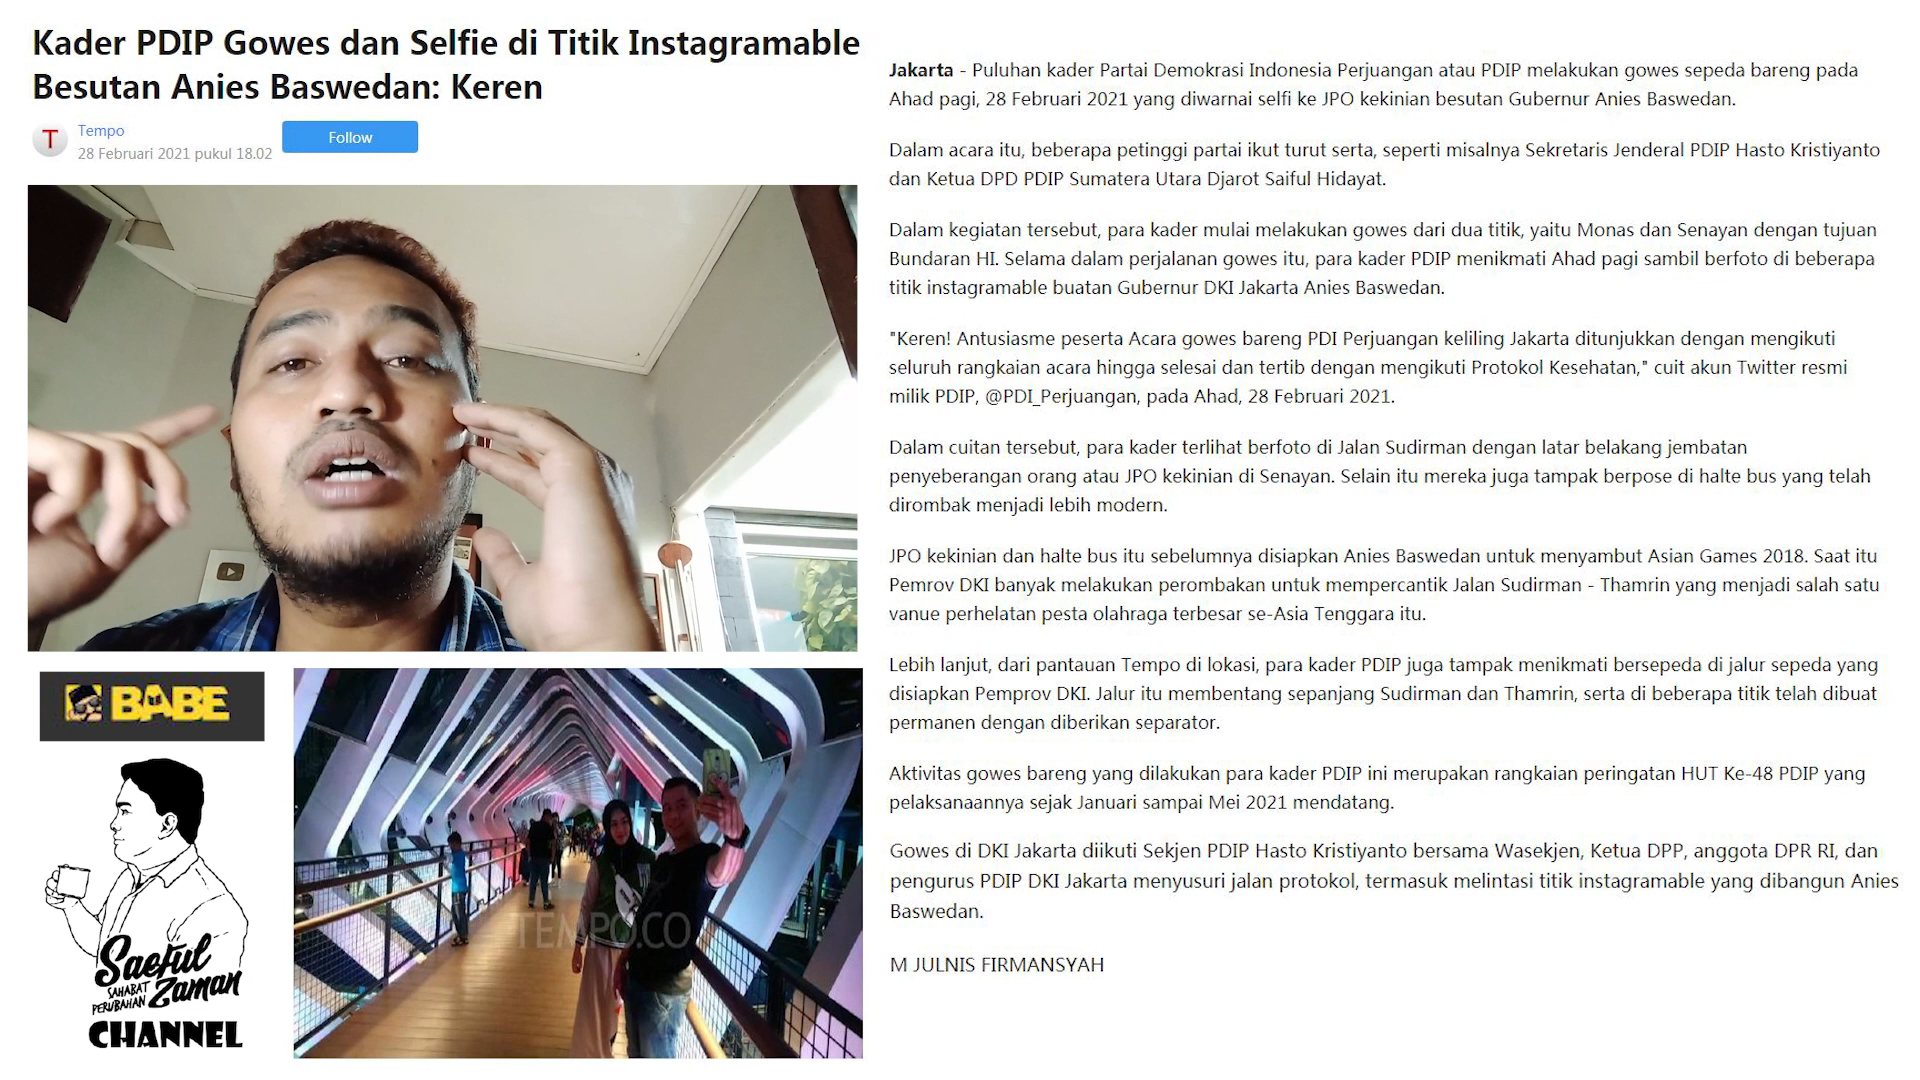 Kader PDIP Gowes dan Selfie di Titik Instagramable
Besutan Anies Baswedan: Keren
T
Tempo
28 Februari 2021 pukul 18.02
Follow
BABE
Saeful
Zaman
SAHABAT
PERUBAHAN
CHANNEL
TEMPO.CO
Jakarta - Puluhan kader Partai Demokrasi Indonesia Perjuangan atau PDIP melakukan gowes sepeda bareng pada
Ahad pagi, 28 Februari 2021 yang diwarnai selfi ke JPO kekinian besutan Gubernur Anies Baswedan.
Dalam acara itu, beberapa petinggi partai ikut turut serta, seperti misalnya Sekretaris Jenderal PDIP Hasto Kristiyanto
dan Ketua DPD PDIP Sumatera Utara Djarot Saiful Hidayat.
Dalam kegiatan tersebut, para kader mulai melakukan gowes dari dua titik, yaitu Monas dan Senayan dengan tujuan
Bundaran HI. Selama dalam perjalanan gowes itu, para kader PDIP menikmati Ahad pagi sambil berfoto di beberapa
titik instagramable buatan Gubernur DKI Jakarta Anies Baswedan.
"Keren! Antusiasme peserta Acara gowes bareng PDI Perjuangan keliling Jakarta ditunjukkan dengan mengikuti
seluruh rangkaian acara hingga selesai dan tertib dengan mengikuti Protokol Kesehatan," cuit akun Twitter resmi
milik PDIP, @PDI_Perjuangan, pada Ahad, 28 Februari 2021.
Dalam cuitan tersebut, para kader terlihat berfoto di Jalan Sudirman dengan latar belakang jembatan
penyeberangan orang atau JPO kekinian di Senayan. Selain itu mereka juga tampak berpose di halte bus yang telah
dirombak menjadi lebih modern.
JPO kekinian dan halte bus itu sebelumnya disiapkan Anies Baswedan untuk menyambut Asian Games 2018. Saat itu
Pemrov DKI banyak melakukan perombakan untuk mempercantik Jalan Sudirman - Thamrin yang menjadi salah satu
vanue perhelatan pesta olahraga terbesar se-Asia Tenggara itu.
Lebih lanjut, dari pantauan Tempo di lokasi, para kader PDIP juga tampak menikmati bersepeda di jalur sepeda yang
disiapkan Pemprov DKI. Jalur itu membentang sepanjang Sudirman dan Thamrin, serta di beberapa titik telah dibuat
permanen dengan diberikan separator.
Aktivitas gowes bareng yang dilakukan para kader PDIP ini merupakan rangkaian peringatan HUT Ke-48 PDIP yang
pelaksanaannya sejak Januari sampai Mei 2021 mendatang.
Gowes di DKI Jakarta diikuti Sekjen PDIP Hasto Kristiyanto bersama Wasekjen, Ketua DPP, anggota DPR RI, dan
pengurus PDIP DKI Jakarta menyusuri jalan protokol, termasuk melintasi titik instagramable yang dibangun Anies
Baswedan.
M JULNIS FIRMANSYAH